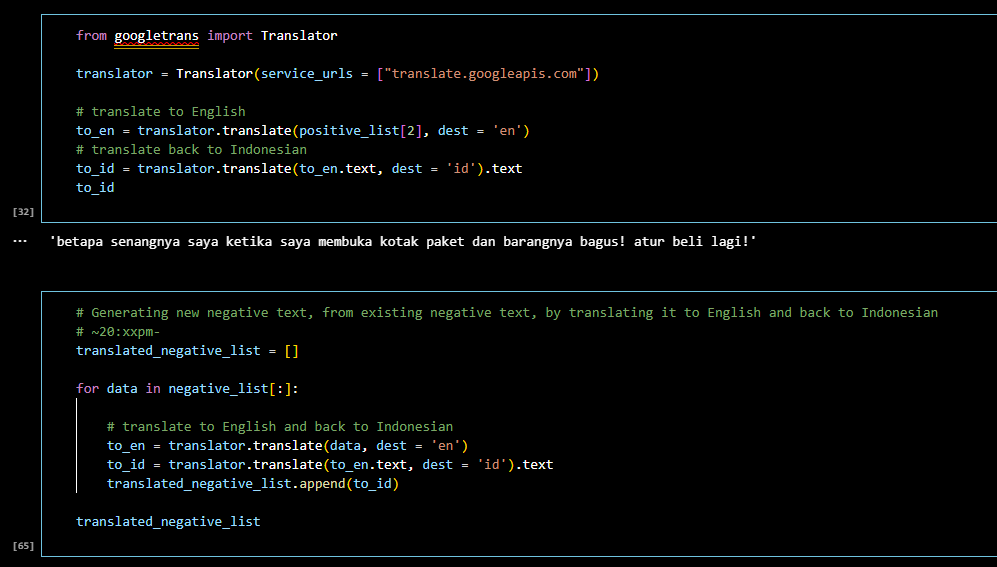 from googletrans import Translator
translator = Translator(service_urls = ["translate.googleapis.com"])
# translate to English
to_en = translator.translate(positive_list[2], dest = 'en')
# translate back to Indonesian
to_id = translator.translate(to_en.text, dest = 'id').text
to_id
[32]
... 'betapa senangnya saya ketika saya membuka kotak paket dan barangnya bagus! atur beli lagi!'
# Generating new negative text, from existing negative text, by translating it to English and back to Indonesian
# ~20:xxpm-
translated_negative_list = []
for data in negative_list[:]:
# translate to English and back to Indonesian
to_en = translator.translate(data, dest = 'en')
to_id = translator.translate(to_en.text, dest = 'id').text
translated_negative_list.append(to_id)
translated_negative_list
[65]